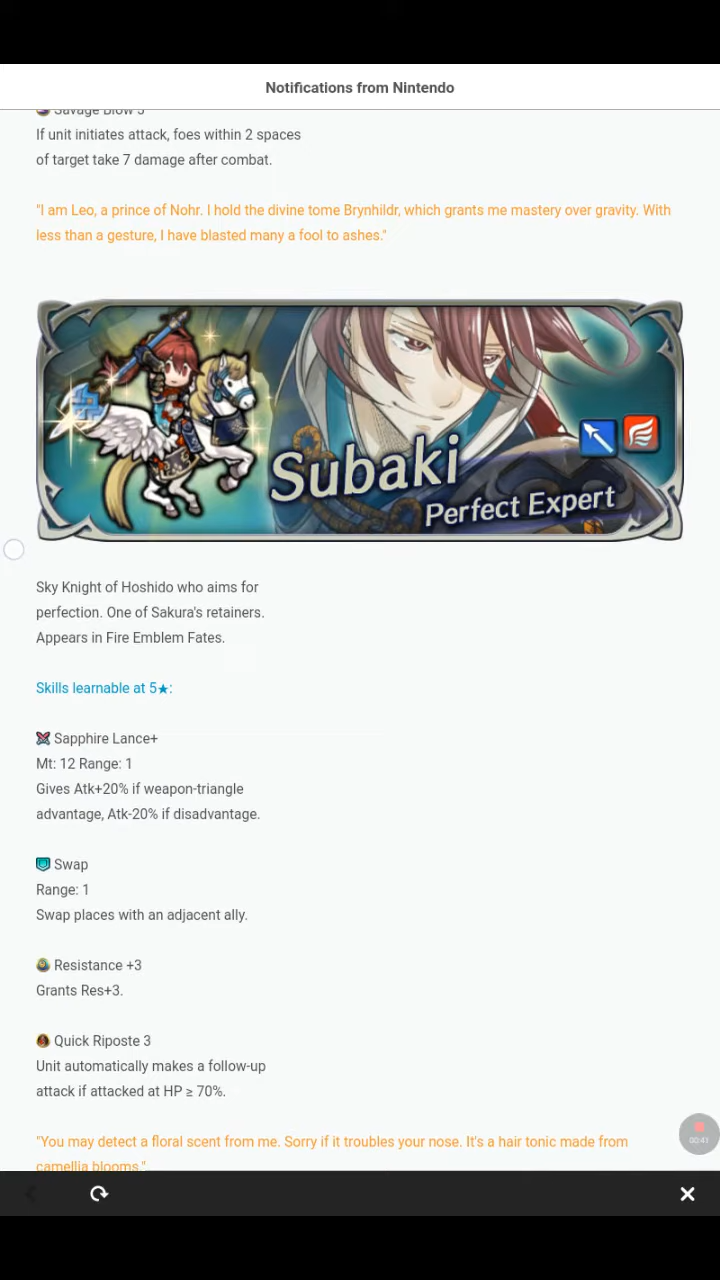 Notifications from Nintendo
Savage Blow 3
If unit initiates attack, foes within 2 spaces
of target take 7 damage after combat.
"I am Leo, a prince of Nohr. I hold the divine tome Brynhildr, which grants me mastery over gravity. With
less than a gesture, I have blasted many a fool to ashes."
Subaki
Perfect Expert
Sky Knight of Hoshido who aims for
perfection. One of Sakura's retainers.
Appears in Fire Emblem Fates.
Skills learnable at 5★:
Sapphire Lance+
Mt: 12 Range: 1
Gives Atk+20% if weapon-triangle
advantage, Atk-20% if disadvantage.
Swap
Range: 1
Swap places with an adjacent ally.
Resistance +3
Grants Res+3.
Quick Riposte 3
Unit automatically makes a follow-up
attack if attacked at HP ≥ 70%.
"You may detect a floral scent from me. Sorry if it troubles your nose. It's a hair tonic made from
camellia blooms."
00:41